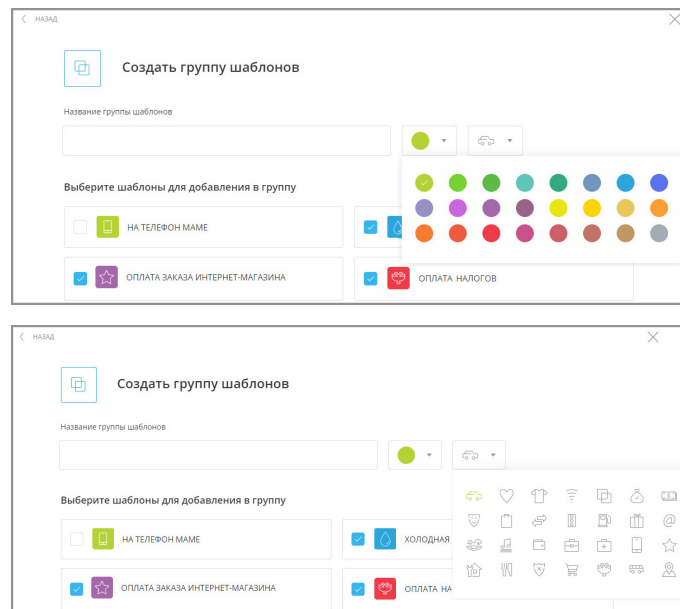 НАЗАД
Создать группу шаблонов
Название группы шаблонов
Выберите шаблоны для добавления в группу
НА ТЕЛЕФОН МАМЕ
ОПЛАТА ЗАКАЗА ИНТЕРНЕТ-МАГАЗИНА
ОПЛАТА НАЛОГОВ
НАЗАД
Создать группу шаблонов
Название группы шаблонов
Выберите шаблоны для добавления в группу
НА ТЕЛЕФОН МАМЕ
ХОЛОДНАЯ
ОПЛАТА ЗАКАЗА ИНТЕРНЕТ-МАГАЗИНА
ОПЛАТА НА